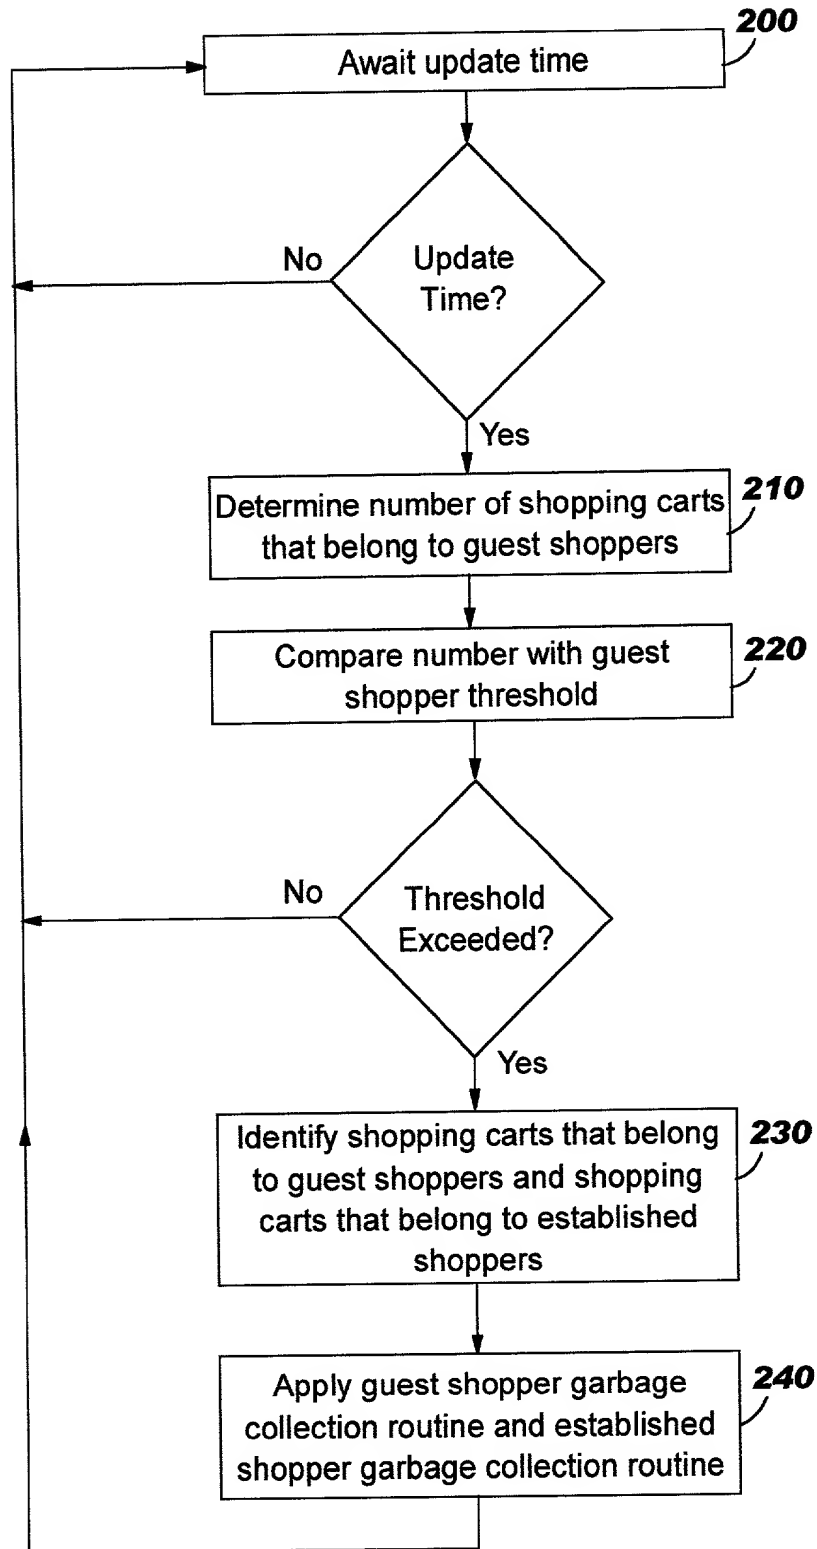 200
Await update time
No
Update
Time?
Yes
Determine number of shopping carts
that belong to guest shoppers
210
Compare number with guest
shopper threshold
220
No
Threshold
Exceeded?
Yes
Identify shopping carts that belong
to guest shoppers and shopping
carts that belong to established
shoppers
230
Apply guest shopper garbage
collection routine and established
shopper garbage collection routine
240